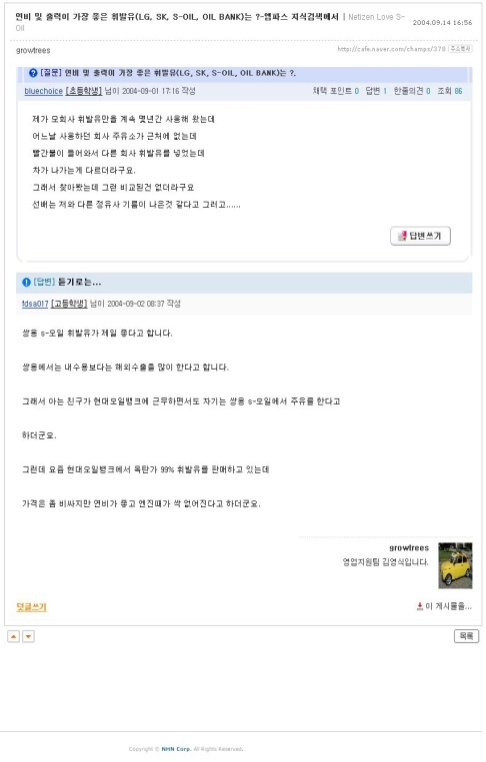 연비 및 출력이 가장 좋은 휘발유(LG, SK, S-OIL, OIL BANK)는 ?-엠파스 지식검색에서 | Netizen Love S-Oil
2004.09.14 16:56
growtrees
http://cafe.naver.com/champs/378 주소복사
[질문] 연비 및 출력이 가장 좋은 휘발유(LG, SK, S-OIL, OIL BANK)는 ?.
bluechoice [초등학생] 님이 2004-09-01 17:16 작성
채택 포인트 0 답변 1 한줄의견 0 조회 86
제가 모회사 휘발유만을 계속 몇년간 사용해 왔는데
어느날 사용하던 회사 주유소가 근처에 없는데
빨간불이 들어와서 다른 회사 휘발유를 넣었는데
차가 나가는게 다르더라구요.
그래서 찾아봤는데 그런 비교된건 없더라구요
선배는 저와 다른 정유사 기름이 나은것 같다고 그러고......
답변쓰기
[답변] 듣기로는...
fdsa017 [고등학생] 님이 2004-09-02 08:37 작성
쌍용 s-오일 휘발유가 제일 좋다고 합니다.
쌍용에서는 내수용보다는 해외수출을 많이 한다고 합니다.
그래서 아는 친구가 현대오일뱅크에 근무하면서도 자기는 쌍용 s-오일에서 주유를 한다고
하더군요.
그런데 요즘 현대오일뱅크에서 옥탄가 99% 휘발유를 판매하고 있는데
가격은 좀 비싸지만 연비가 좋고 엔진때가 싹 없어진다고 하더군요.
growtrees
영업지원팀 김영식입니다.
덧글쓰기
이 게시물을...
목록
Copyright © NHN Corp. All Rights Reserved.